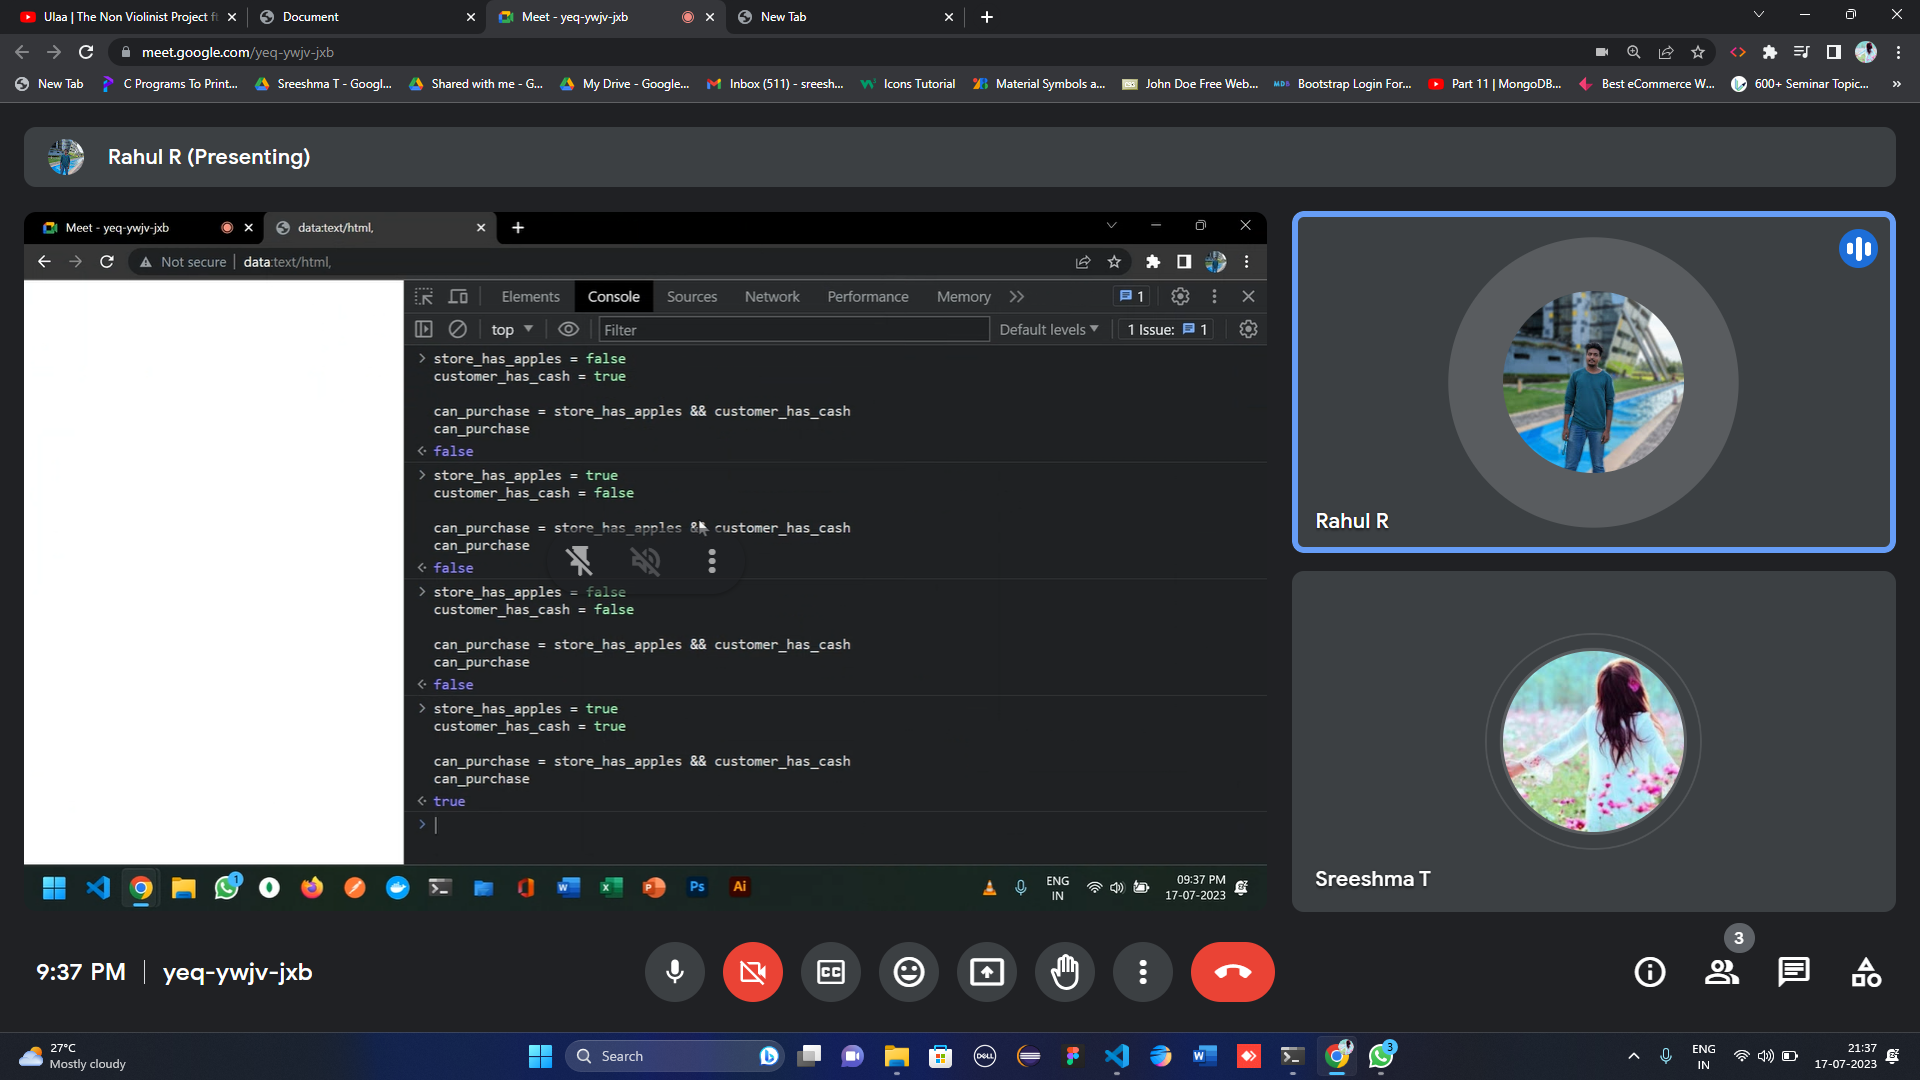 Ulaa | The Non Violinist Project ft
Document
Meet - yeq-ywjv-jxb
New Tab
meet.google.com/yeq-ywjv-jxb
New Tab
C Programs To Print...
Sreeshma T - Googl...
Shared with me - G...
My Drive - Google...
Inbox (511) - sreesh...
Icons Tutorial
Material Symbols a...
John Doe Free Web...
Bootstrap Login For...
Part 11 | MongoDB...
Best eCommerce W...
600+ Seminar Topic...
Rahul R (Presenting)
Meet - yeq-ywjv-jxb
data:text/html,
Not secure
data:text/html,
Elements
Console
Sources
Network
Performance
Memory
1
top
Filter
Default levels
1 Issue: 1
store_has_apples = false
customer_has_cash = true
can_purchase = store_has_apples && customer_has_cash
can_purchase
false
store_has_apples = true
customer_has_cash = false
can_purchase = store_has_apples && customer_has_cash
can_purchase
false
store_has_apples = false
customer_has_cash = false
can_purchase = store_has_apples && customer_has_cash
can_purchase
false
store_has_apples = true
customer_has_cash = true
can_purchase = store_has_apples && customer_has_cash
can_purchase
true
1
Ps
Ai
ENG
IN
09:37 PM
17-07-2023
Rahul R
Sreeshma T
9:37 PM
yeq-ywjv-jxb
CC
3
27°C
Mostly cloudy
Search
DELL
3
ENG
IN
21:37
17-07-2023